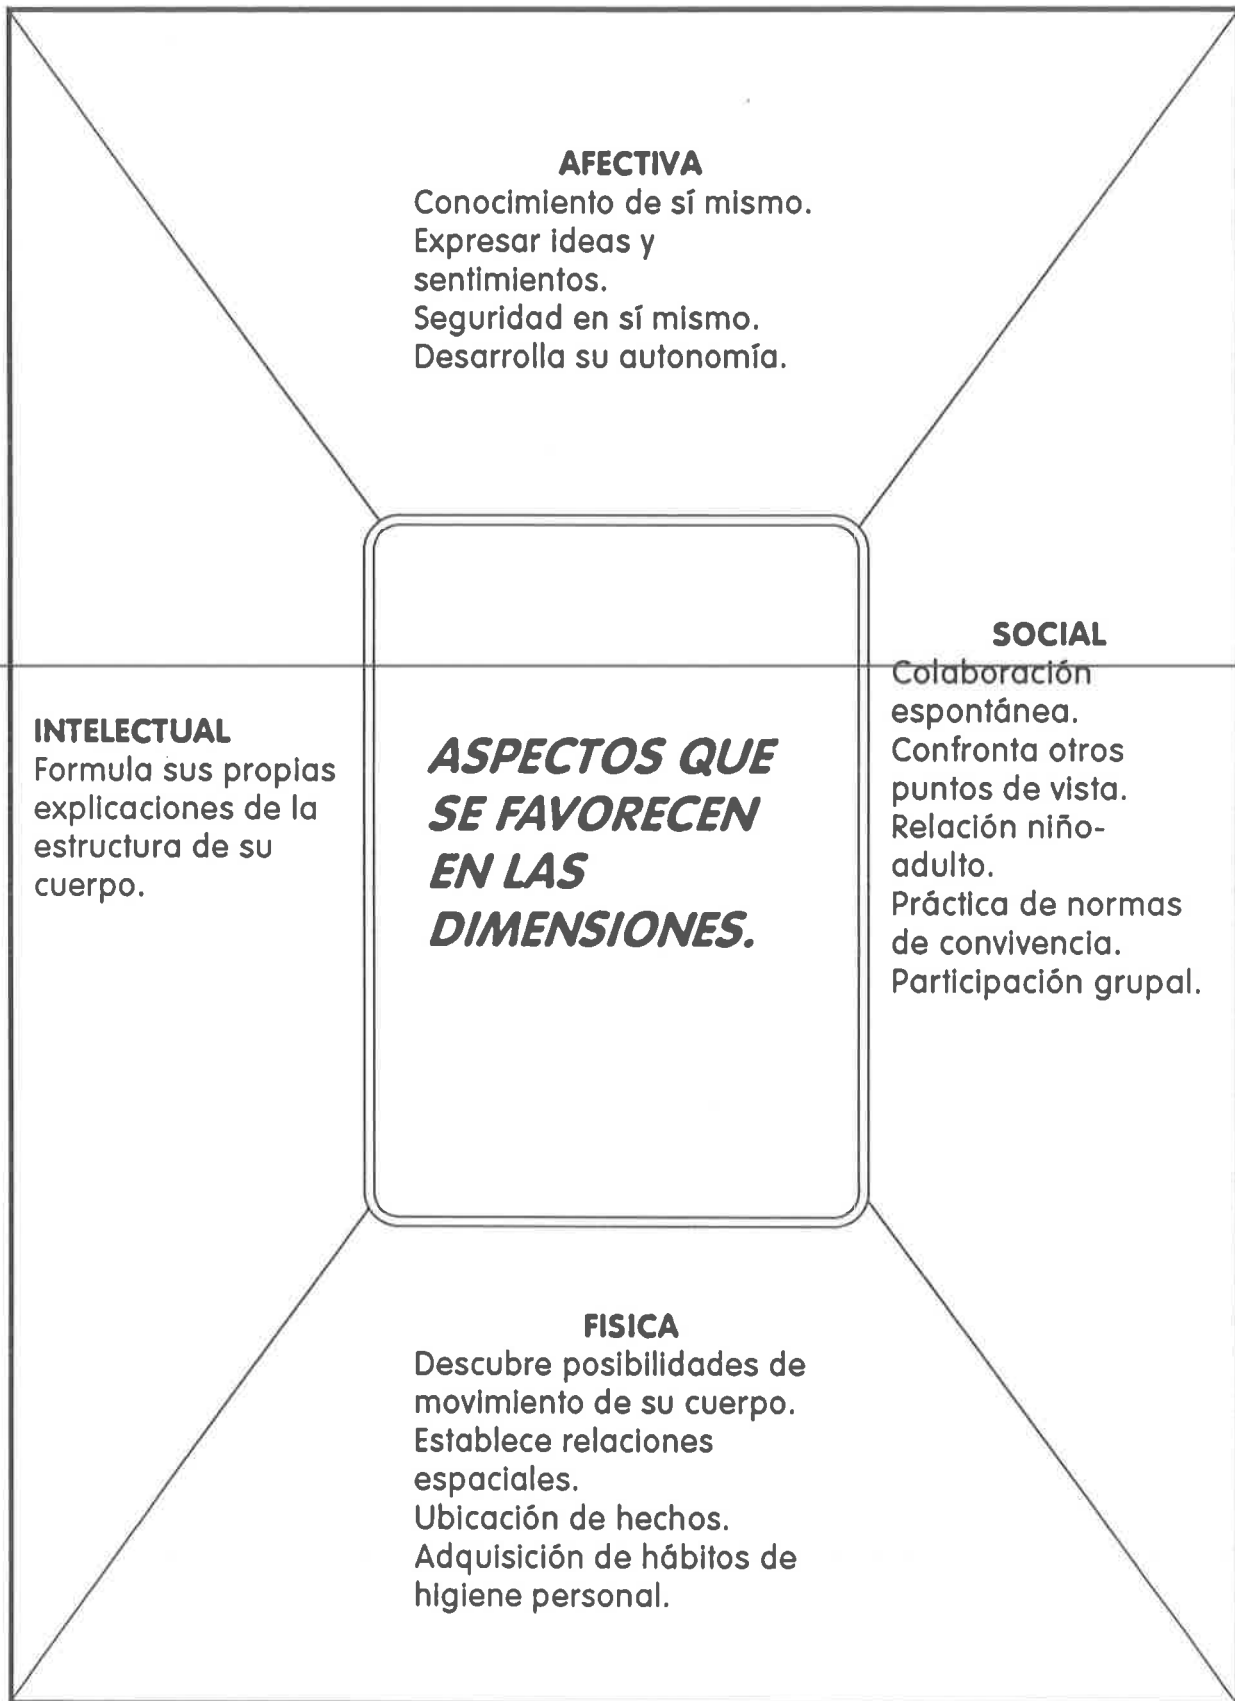 AFECTIVA
Conocimiento de sí mismo.
Expresar ideas y
sentimientos.
Seguridad en sí mismo.
Desarrolla su autonomía.
INTELECTUAL
Formula sus propias
explicaciones de la
estructura de su
cuerpo.
ASPECTOS QUE
SE FAVORECEN
EN LAS
DIMENSIONES.
SOCIAL
Colaboración
espontánea.
Confronta otros
puntos de vista.
Relación niño-
adulto.
Práctica de normas
de convivencia.
Participación grupal.
FISICA
Descubre posibilidades de
movimiento de su cuerpo.
Establece relaciones
espaciales.
Ubicación de hechos.
Adquisición de hábitos de
higiene personal.